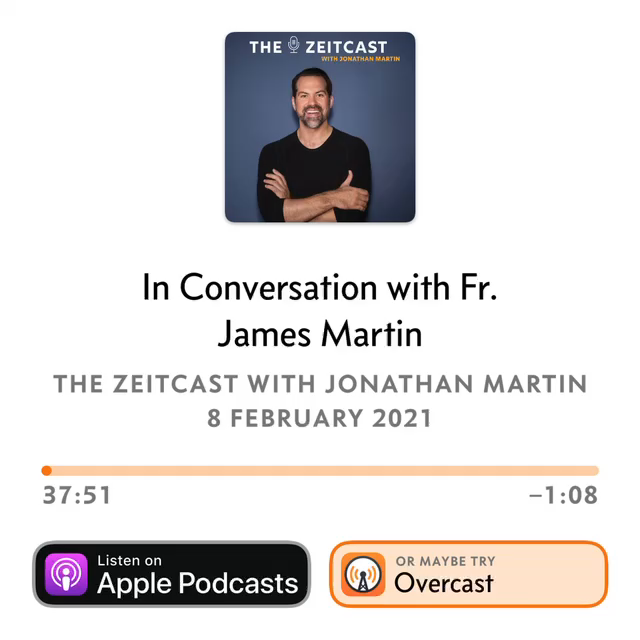 THE ZEITCAST
WITH JONATHAN MARTIN
In Conversation with Fr.
James Martin
THE ZEITCAST WITH JONATHAN MARTIN
8 FEBRUARY 2021
37:51
–1:08
Listen on
Apple Podcasts
OR MAYBE TRY
Overcast